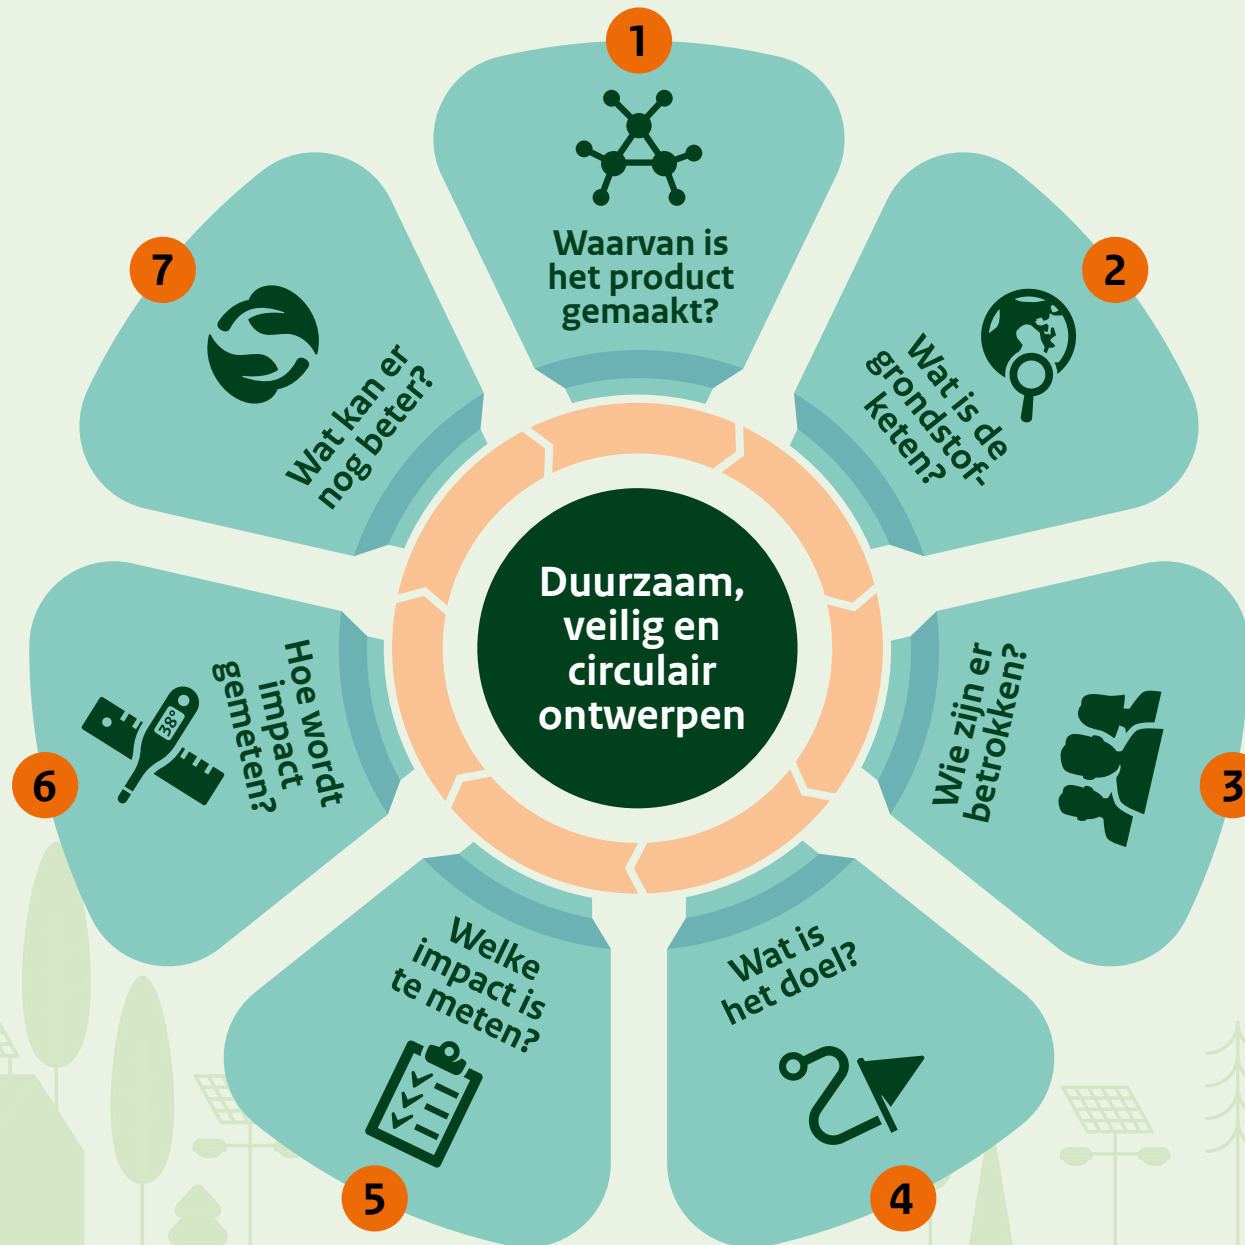 1
Waarvan is
het product
gemaakt?
2
Wat is de
grondstof-
keten?
3
Wie zijn er
betrokken?
4
Wat is
het doel?
5
Welke
impact is
te meten?
6
Hoe wordt
impact
gemeten?
38°
7
Wat kan er
nog beter?
Duurzaam,
veilig en
circulair
ontwerpen